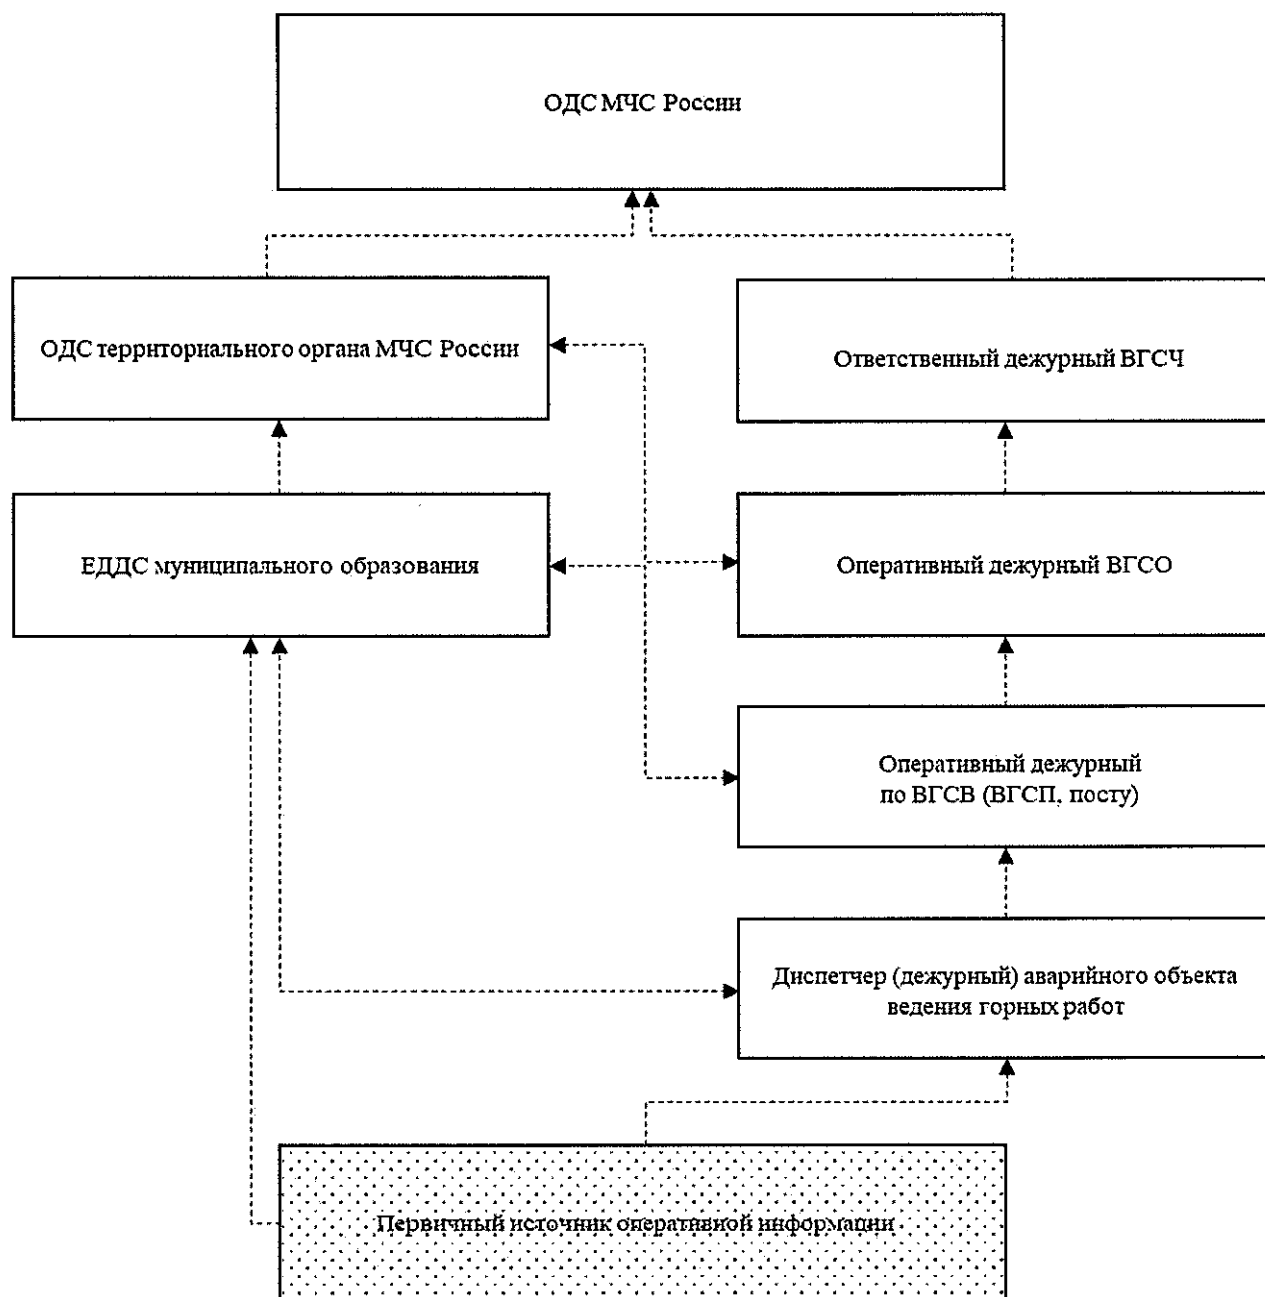 ОДС МЧС России
ОДС территориального органа МЧС России
Ответственный дежурный ВГСЧ
ЕДДС муниципального образования
Оперативный дежурный ВГСО
Оперативный дежурный
по ВГСВ (ВГСП, посту)
Диспетчер (дежурный) аварийного объекта
ведения горных работ
Первичный источник оперативной информации